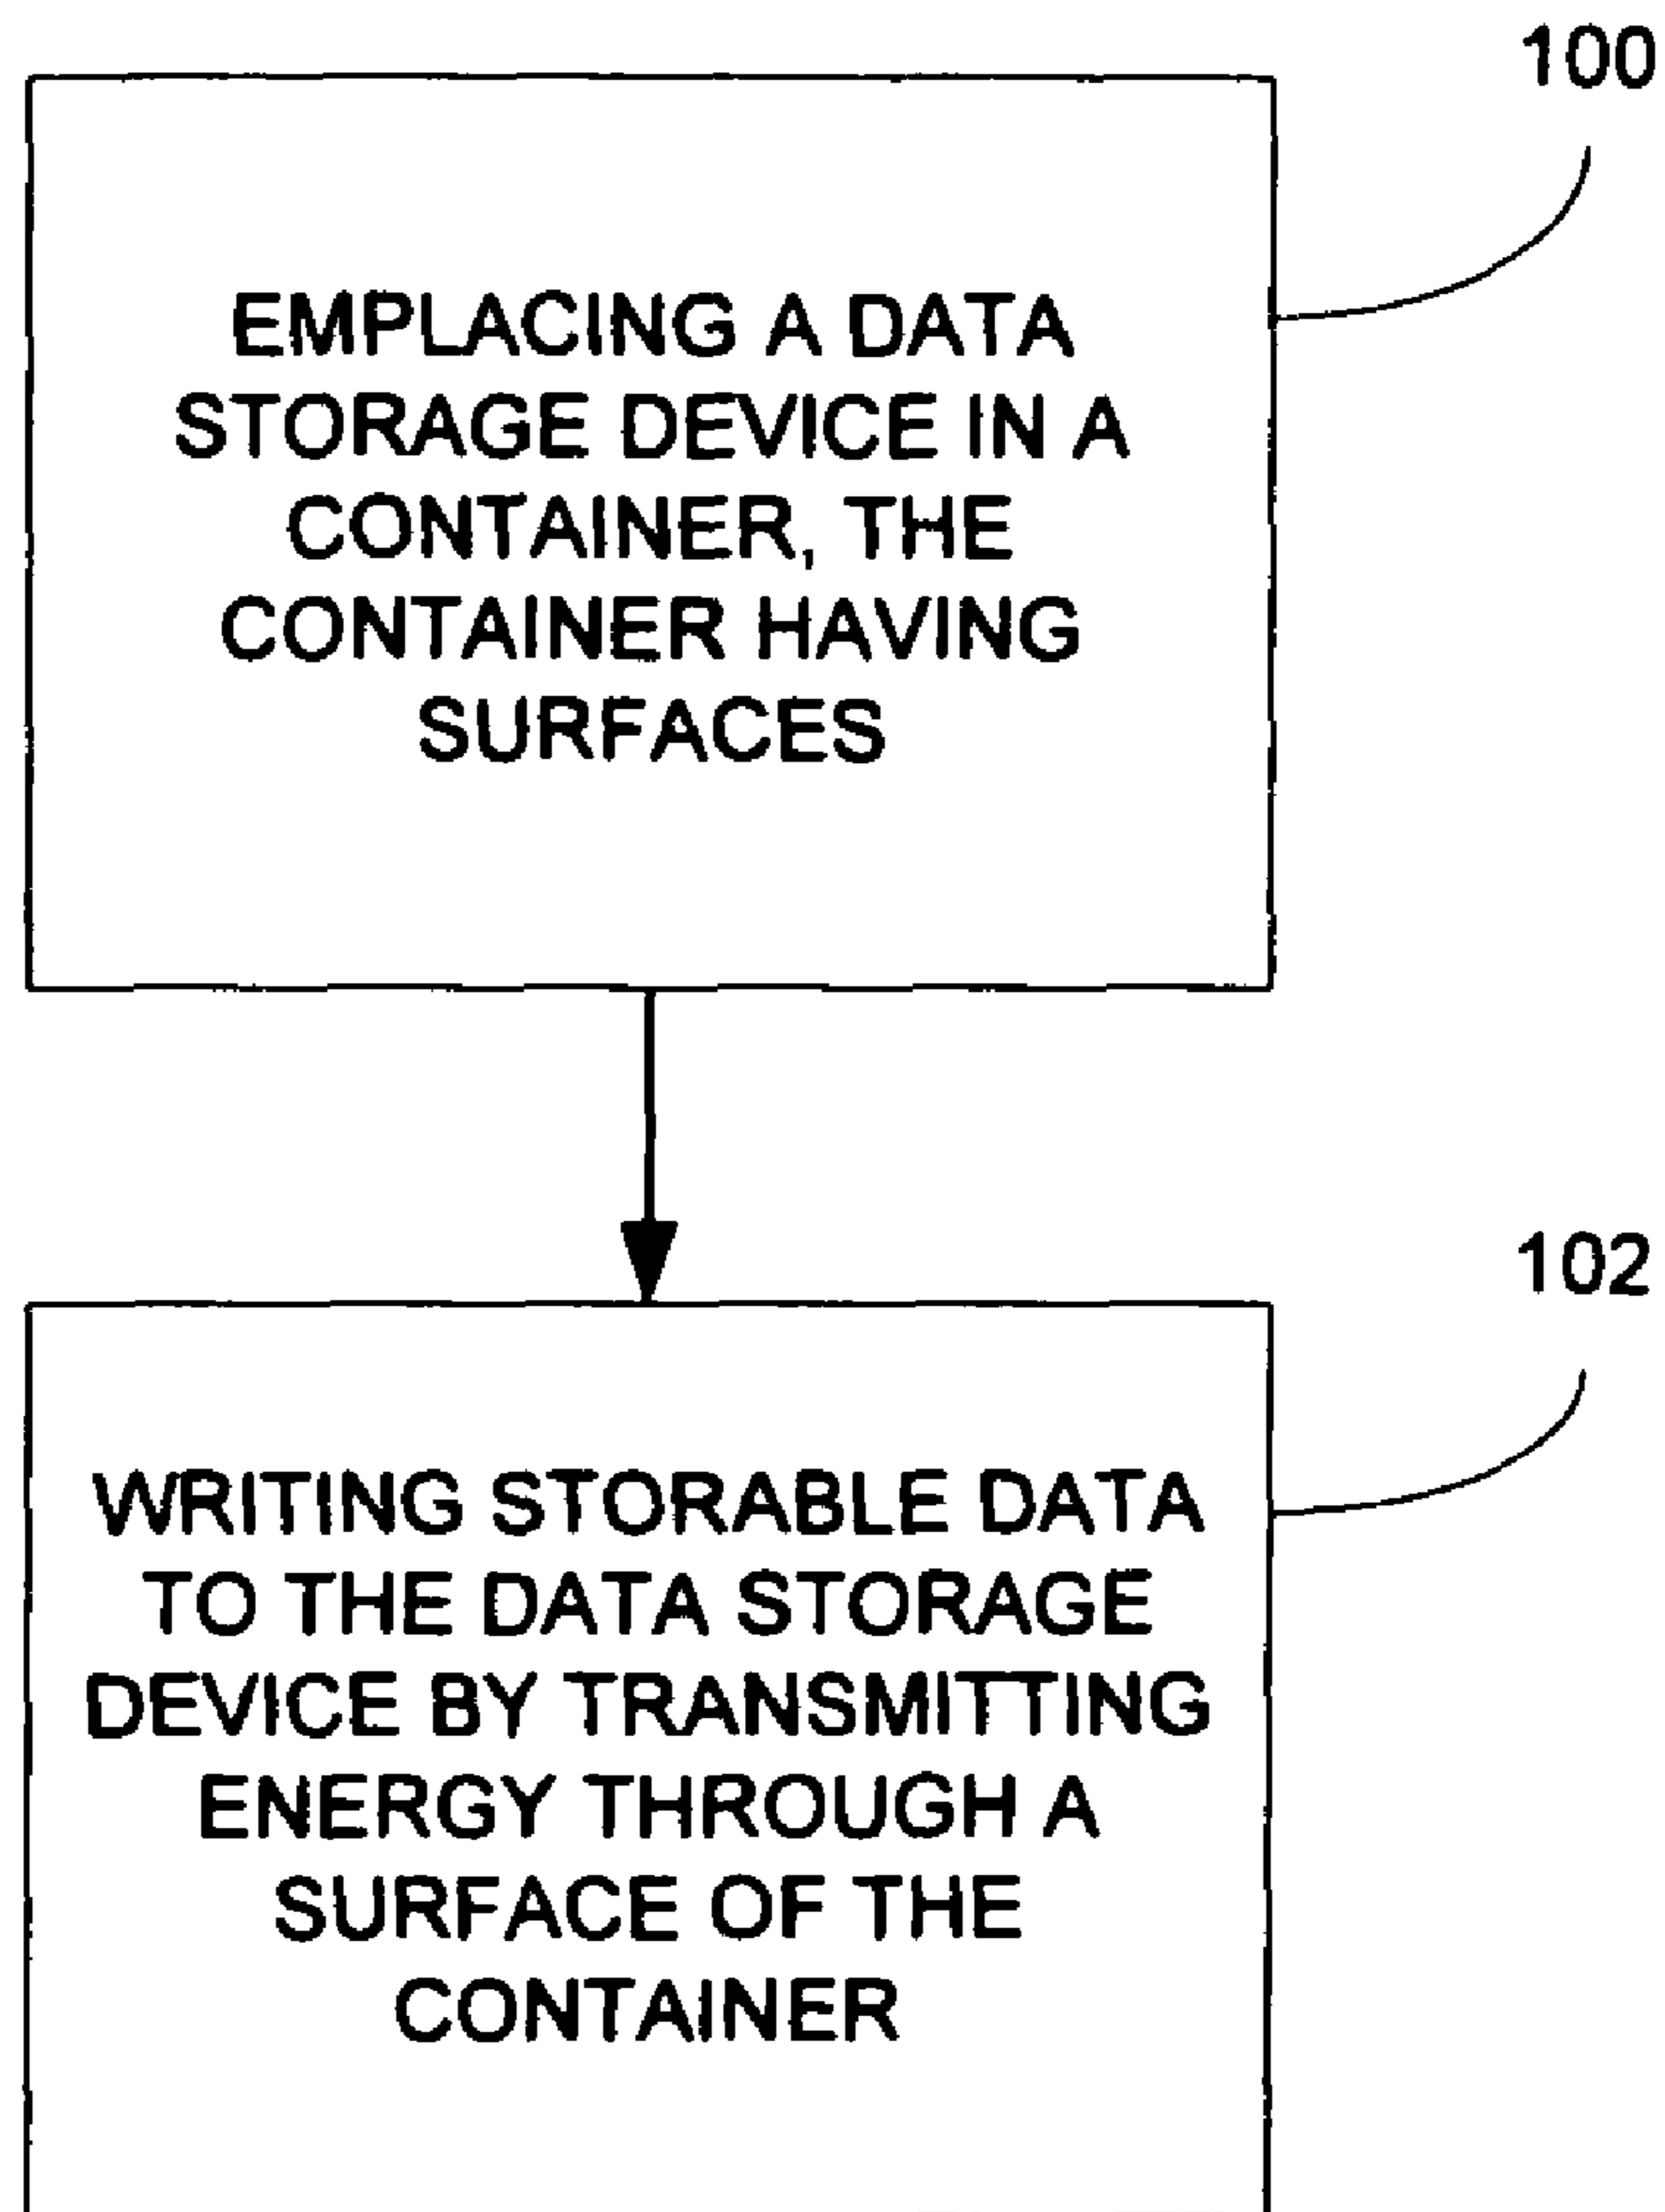 100
EMPLACING A DATA
STORAGE DEVICE IN A
CONTAINER, THE
CONTAINER HAVING
SURFACES
102
WRITING STORABLE DATA
TO THE DATA STORAGE
DEVICE BY TRANSMITTING
ENERGY THROUGH A
SURFACE OF THE
CONTAINER